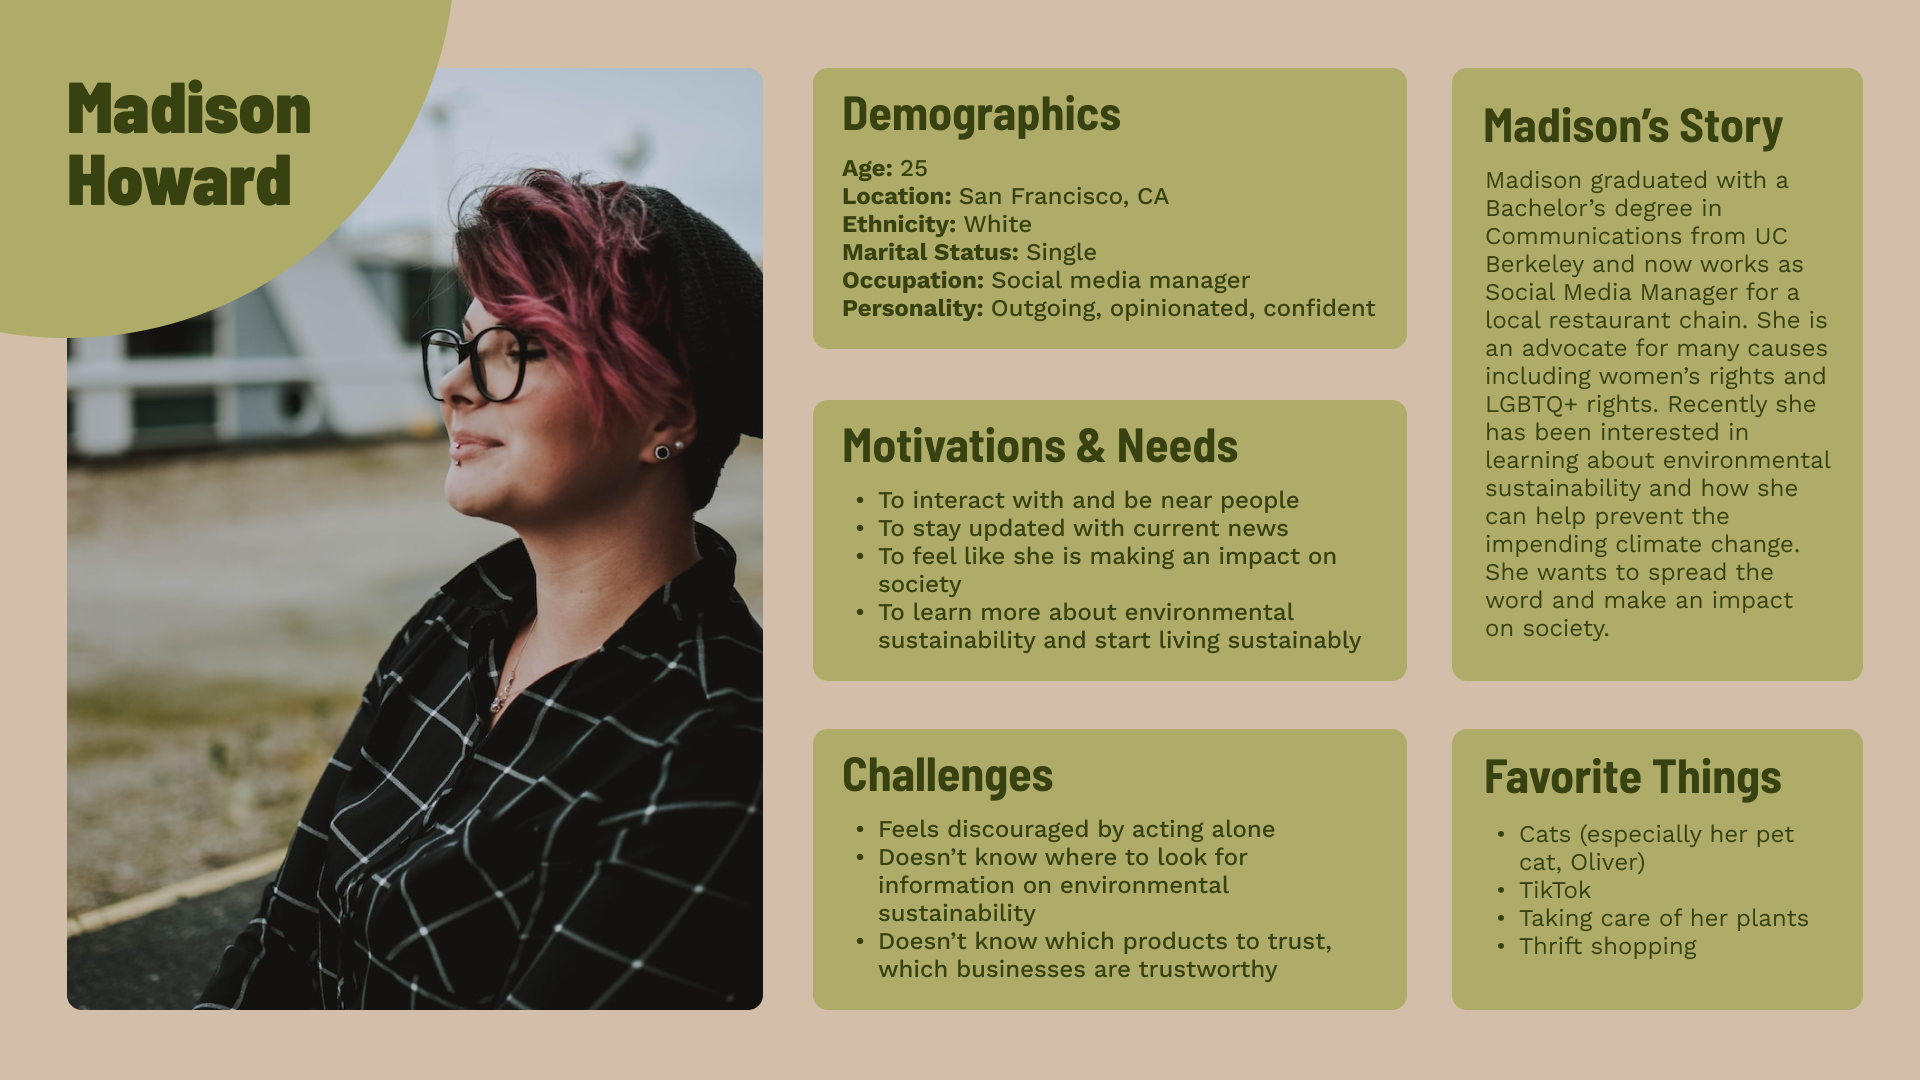 Madison
Howard
Demographics
Age: 25
Location: San Francisco, CA
Ethnicity: White
Marital Status: Single
Occupation: Social media manager
Personality: Outgoing, opinionated, confident
Motivations & Needs
• To interact with and be near people
• To stay updated with current news
• To feel like she is making an impact on
society
• To learn more about environmental
sustainability and start living sustainably
Challenges
• Feels discouraged by acting alone
• Doesn’t know where to look for
information on environmental
sustainability
• Doesn’t know which products to trust,
which businesses are trustworthy
Madison’s Story
Madison graduated with a
Bachelor’s degree in
Communications from UC
Berkeley and now works as
Social Media Manager for a
local restaurant chain. She is
an advocate for many causes
including women’s rights and
LGBTQ+ rights. Recently she
has been interested in
learning about environmental
sustainability and how she
can help prevent the
impending climate change.
She wants to spread the
word and make an impact
on society.
Favorite Things
• Cats (especially her pet
cat, Oliver)
• TikTok
• Taking care of her plants
• Thrift shopping